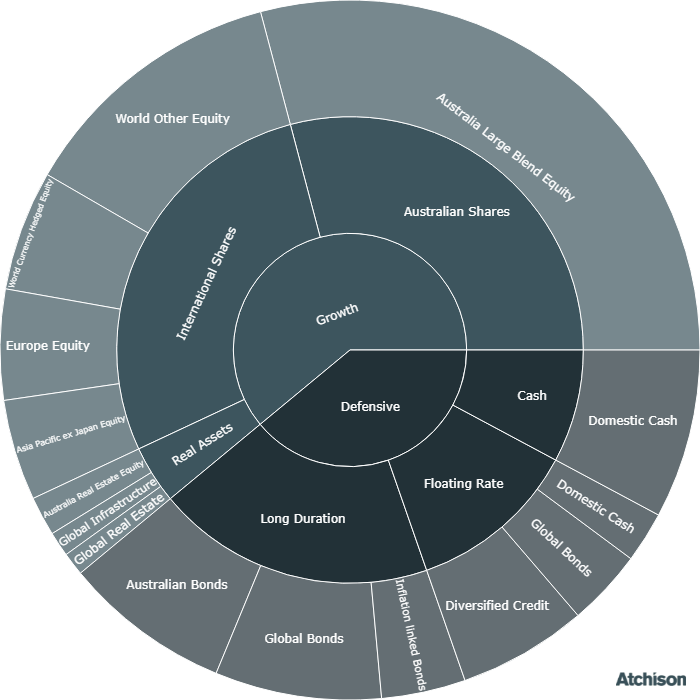 Growth
Defensive
Australian Shares
International Shares
Real Assets
Long Duration
Floating Rate
Cash
Australia Large Blend Equity
World Other Equity
World Currency Hedged Equity
Europe Equity
Asia Pacific ex Japan Equity
Australia Real Estate Equity
Global Infrastructure
Global Real Estate
Australian Bonds
Global Bonds
Inflation linked Bonds
Diversified Credit
Global Bonds
Domestic Cash
Domestic Cash
Atchison